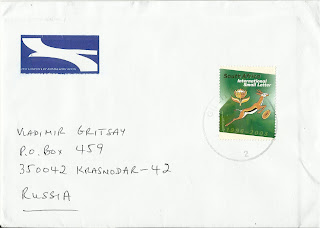 South Africa
International
Small Letter
VLADIMIR GRITSAY
P.O. BOX 459
350042 KRASNODAR-42
RUSSIA